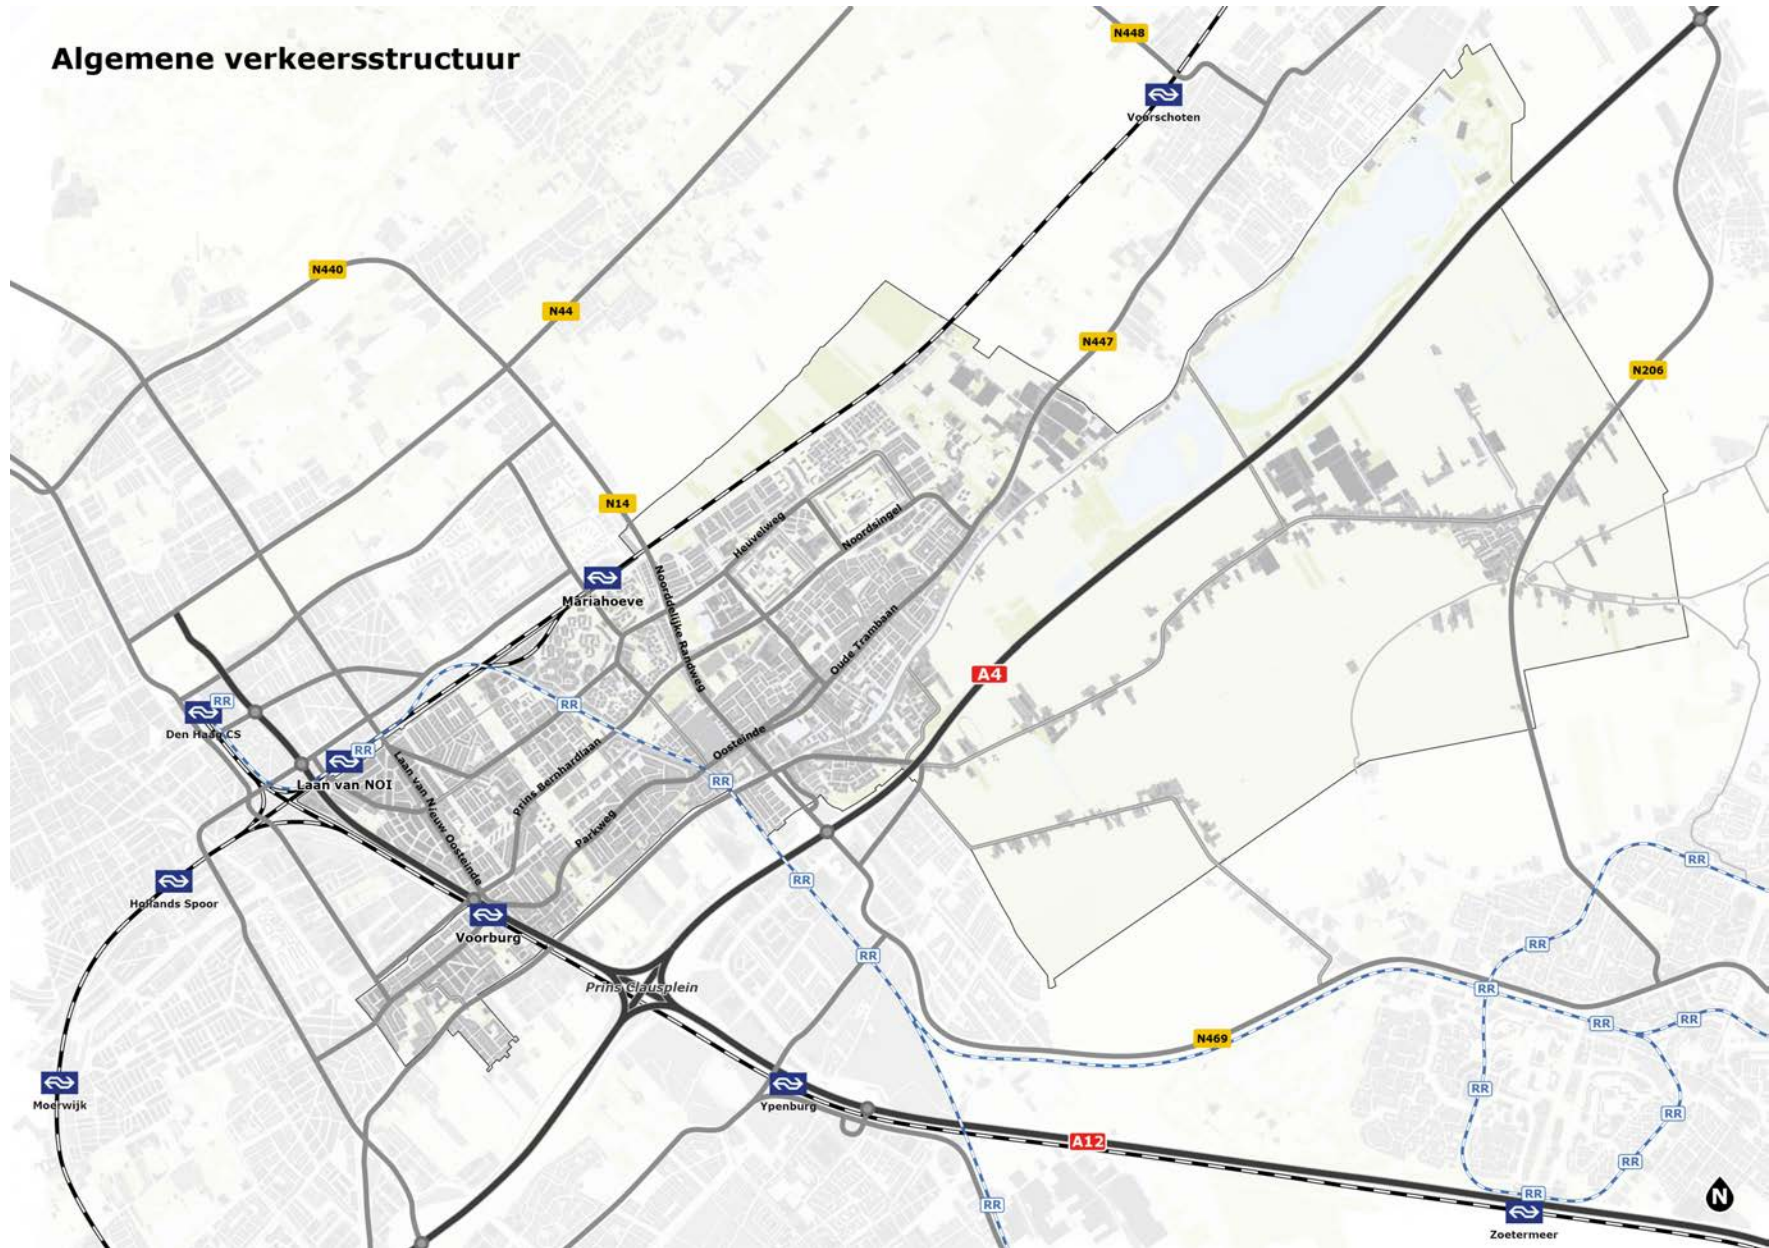 Algemene verkeersstructuur
N448
Voorschoten
N440
N44
N447
N206
N14
Heuvelweg
Noordsingel
Mariahoeve
Noorddelijke Randweg
Oude Trambaan
A4
RR
Den Haag CS
RR
RR
Laan van NOI
Oosteinde
RR
Laan van Nieuw Oosteinde
Prins Bernhardlaan
Parkweg
Hollands Spoor
RR
RR
Voorburg
RR
RR
Prins Clausplein
RR
N469
RR
RR
Moerwijk
Ypenburg
RR
RR
A12
RR
RR
RR
N
Zoetermeer